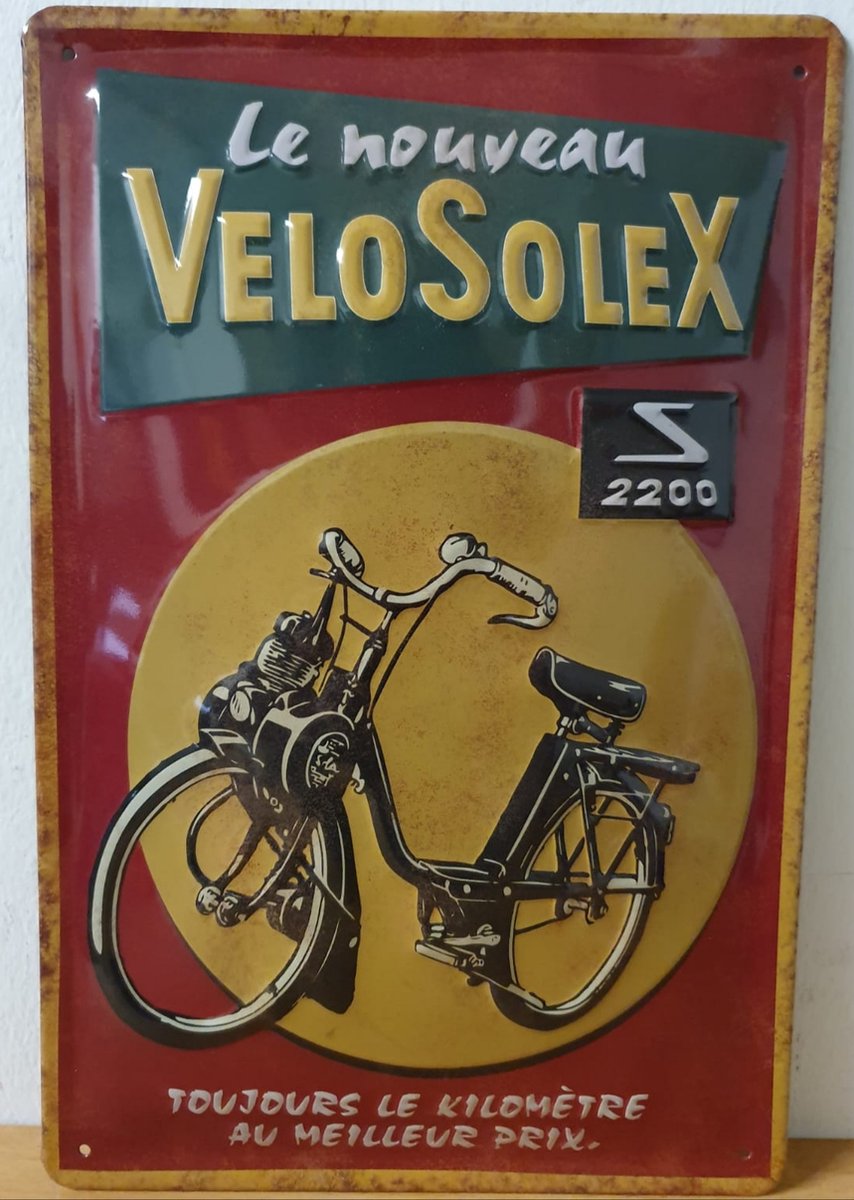 Le nouveau
VELOSOLEX
S
2200
TOUJOURS LE KILOMÈTRE
AU MEILLEUR PRIX.